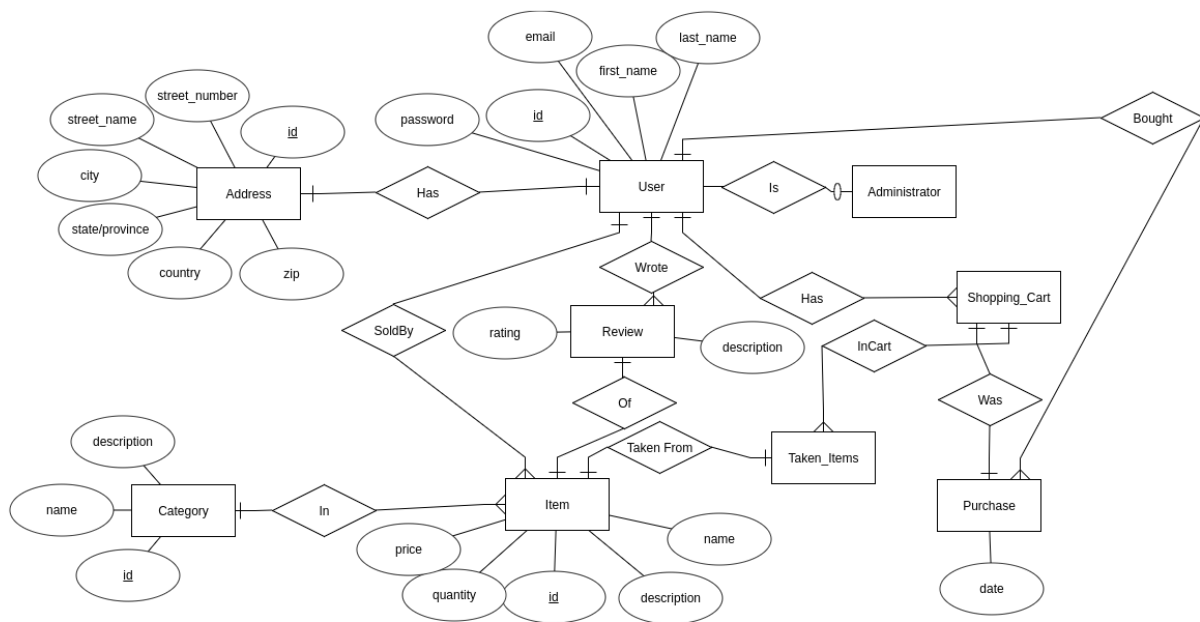 email
last_name
first_name
street_number
street_name
id
password
id
Bought
city
Address
Has
User
Is
Administrator
state/province
country
zip
Wrote
Has
Shopping_Cart
SoldBy
rating
Review
description
InCart
Of
Was
description
Taken From
Taken_Items
name
Category
In
Item
Purchase
price
name
id
quantity
id
description
date